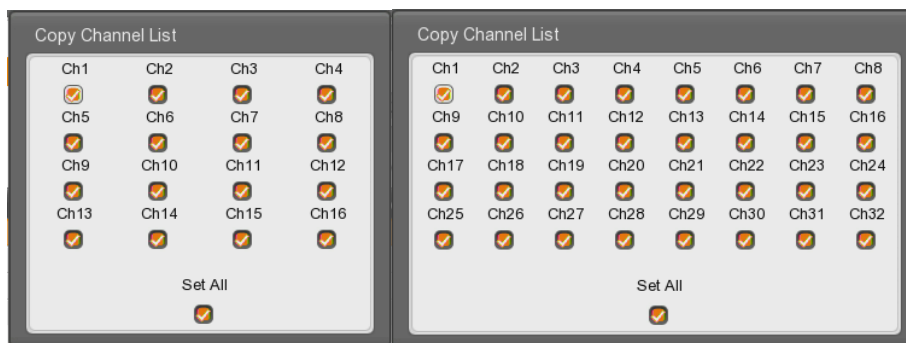 Copy Channel List
Ch1 Ch2 Ch3 Ch4
Ch5 Ch6 Ch7 Ch8
Ch9 Ch10 Ch11 Ch12
Ch13 Ch14 Ch15 Ch16
Set All
Copy Channel List
Ch1 Ch2 Ch3 Ch4 Ch5 Ch6 Ch7 Ch8
Ch9 Ch10 Ch11 Ch12 Ch13 Ch14 Ch15 Ch16
Ch17 Ch18 Ch19 Ch20 Ch21 Ch22 Ch23 Ch24
Ch25 Ch26 Ch27 Ch28 Ch29 Ch30 Ch31 Ch32
Set All